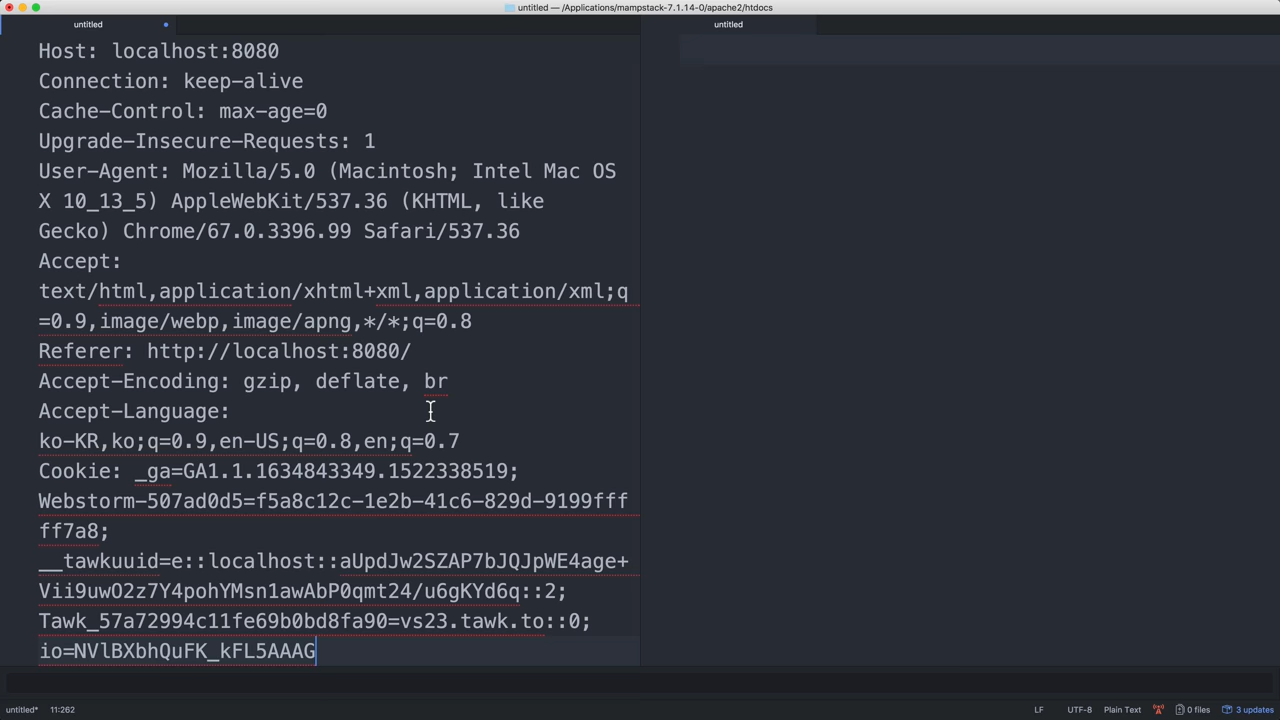 untitled — /Applications/mampstack-7.1.14-0/apache2/htdocs
untitled
untitled
Host: localhost:8080
Connection: keep-alive
Cache-Control: max-age=0
Upgrade-Insecure-Requests: 1
User-Agent: Mozilla/5.0 (Macintosh; Intel Mac OS
X 10_13_5) AppleWebKit/537.36 (KHTML, like
Gecko) Chrome/67.0.3396.99 Safari/537.36
Accept:
text/html,application/xhtml+xml,application/xml;q
=0.9,image/webp,image/apng,*/*;q=0.8
Referer: http://localhost:8080/
Accept-Encoding: gzip, deflate, br
Accept-Language:
ko-KR,ko;q=0.9,en-US;q=0.8,en;q=0.7
Cookie: _ga=GA1.1.1634843349.1522338519;
Webstorm-507ad0d5=f5a8c12c-1e2b-41c6-829d-9199fff
ff7a8;
__tawkuuid=e::localhost::aUpdJw2SZAP7bJQJpWE4age+
Vii9uwO2z7Y4pohYMsn1awAbP0qmt24/u6gKYd6q::2;
Tawk_57a72994c11fe69b0bd8fa90=vs23.tawk.to::0;
io=NVlBXbhQuFK_kFL5AAAG
untitled* 11:262 LF UTF-8 Plain Text 0 files 3 updates